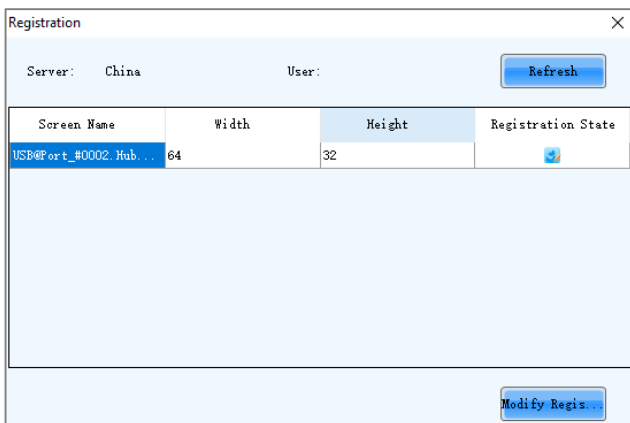 Registration
Server: China User: Refresh
Screen Name Width Height Registration State
USB@Port_#0002.Hub... 64 32
Modify Regis...